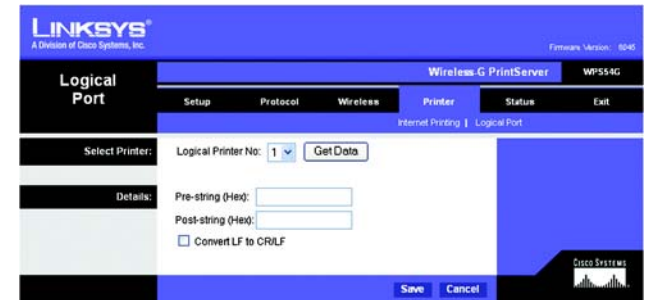 LINKSYS®
A Division of Cisco Systems, Inc.
Firmware Version: 6045
Logical Port
Wireless-G PrintServer WPS54G
Setup Protocol Wireless Printer Status Exit
Internet Printing | Logical Port
Select Printer: Logical Printer No: 1 Get Data
Details:
Pre-string (Hex):
Post-string (Hex):
Convert LF to CR/LF
Save Cancel
CISCO SYSTEMS